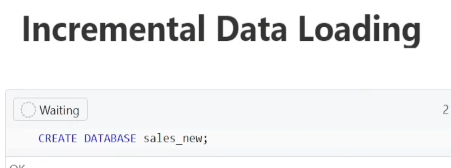 Incremental Data Loading
Waiting
2
CREATE DATABASE sales_new;
OK